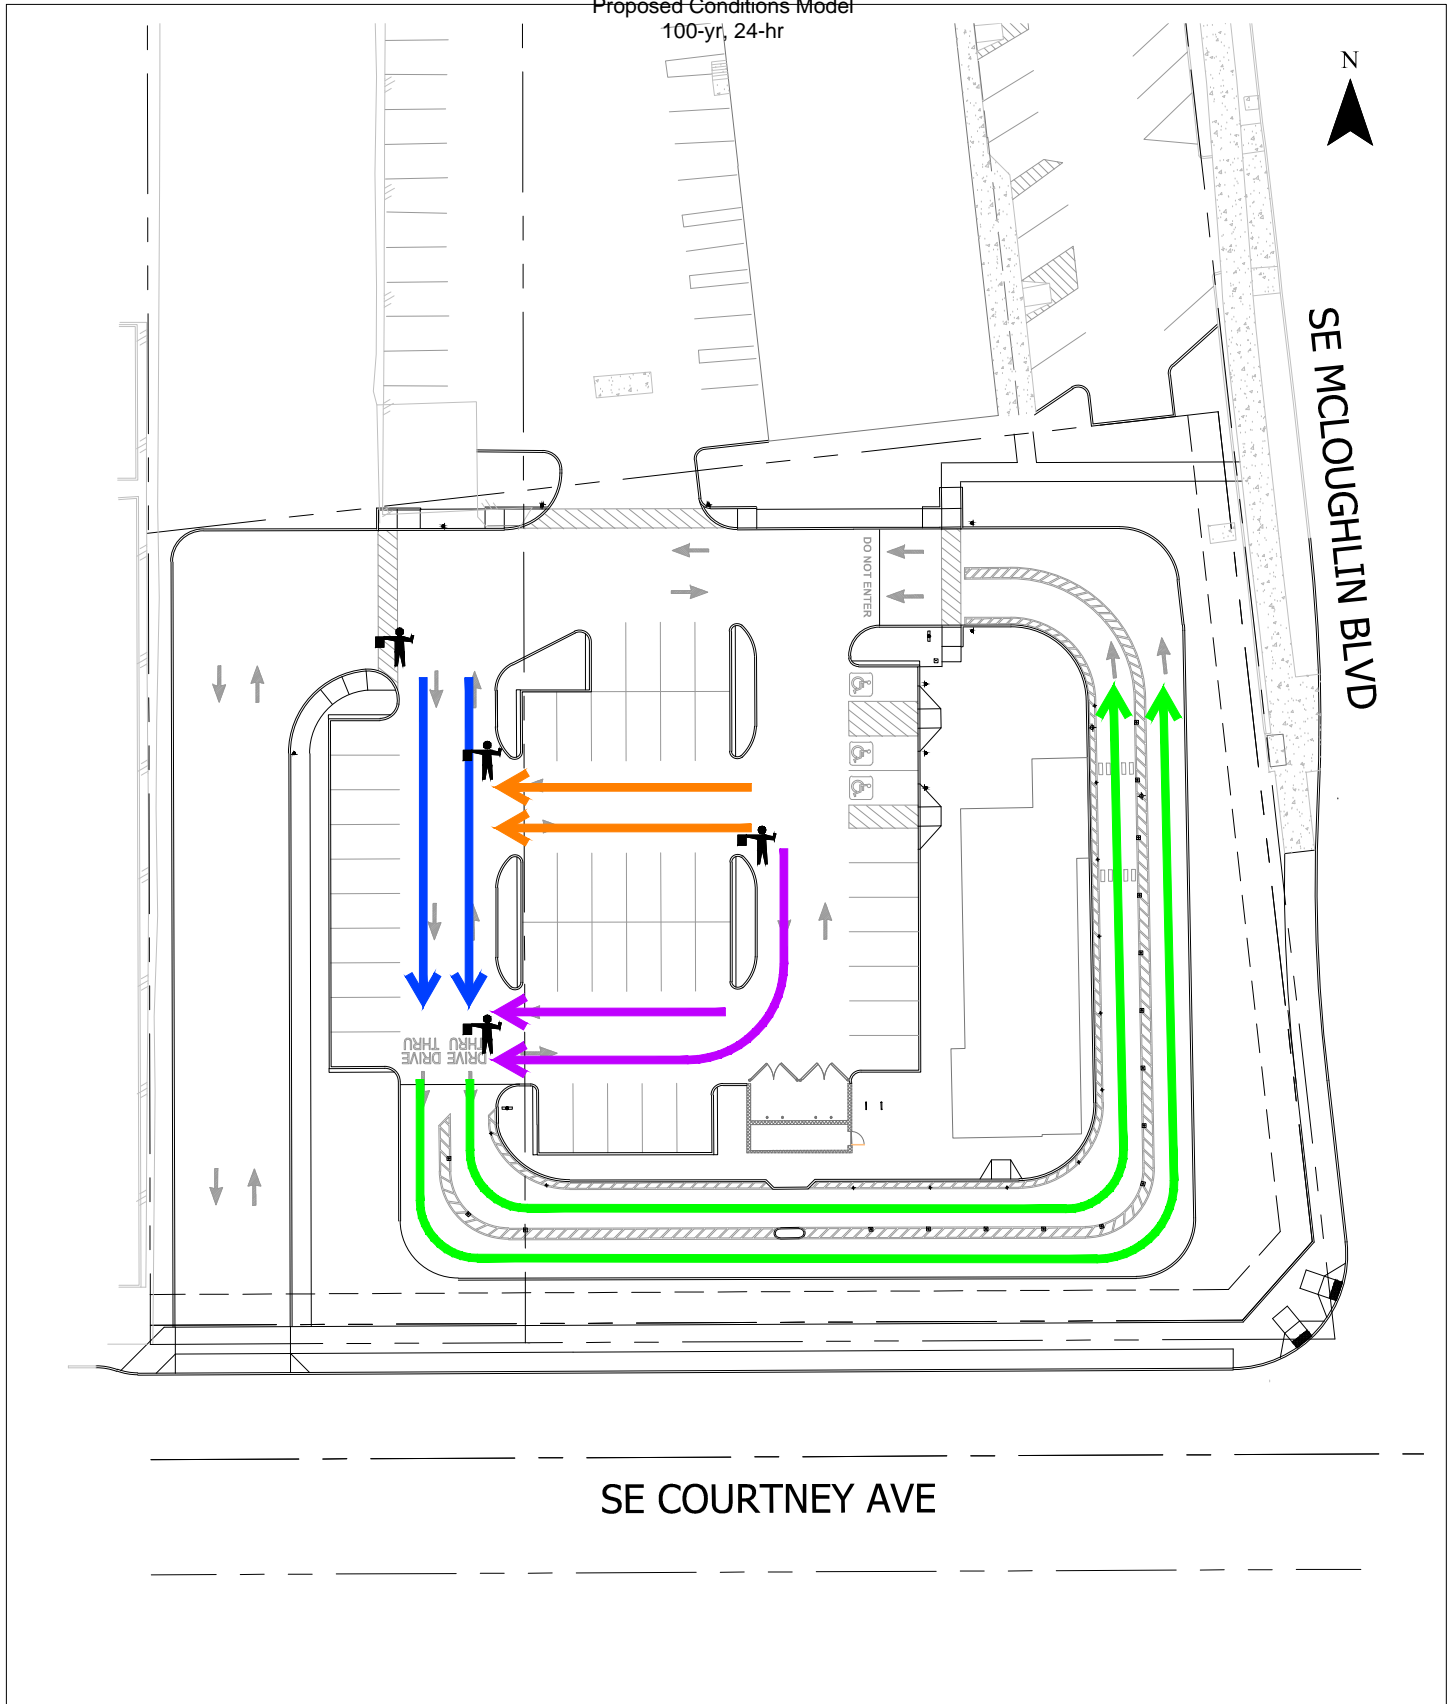 Proposed Conditions Model
100-yr, 24-hr
N
SE MCLOUGHLIN BLVD
DO NOT ENTER
DRIVE THRU
DRIVE THRU
SE COURTNEY AVE